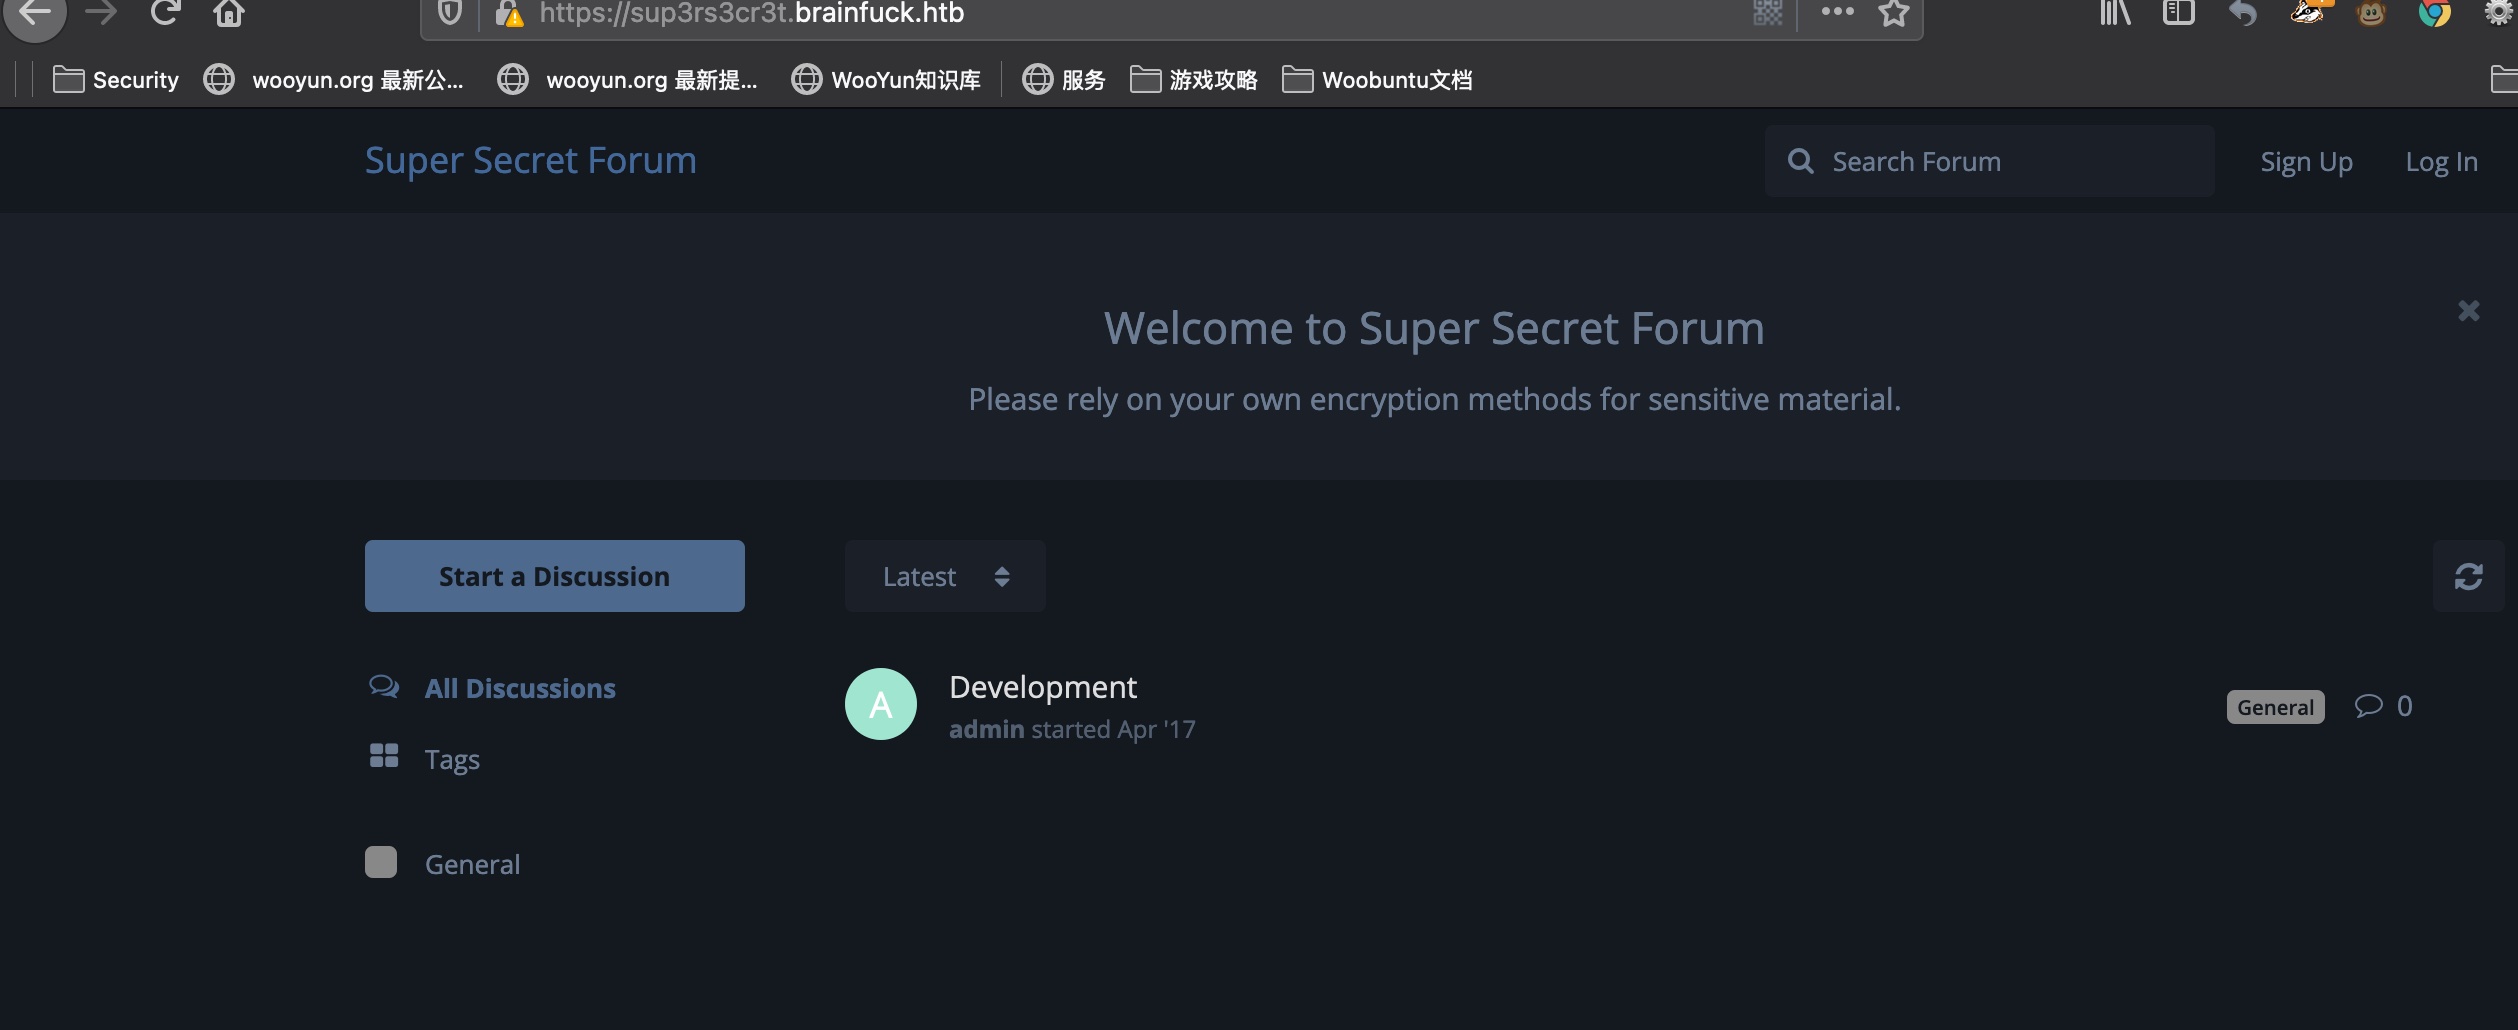 https://sup3rs3cr3t.brainfuck.htb
Security wooyun.org 最新公... wooyun.org 最新提... WooYun知识库 服务 游戏攻略 Woobuntu文档
Super Secret Forum
Search Forum
Sign Up
Log In
Welcome to Super Secret Forum
Please rely on your own encryption methods for sensitive material.
Start a Discussion
Latest
All Discussions
Tags
General
A
Development
admin started Apr '17
General
0